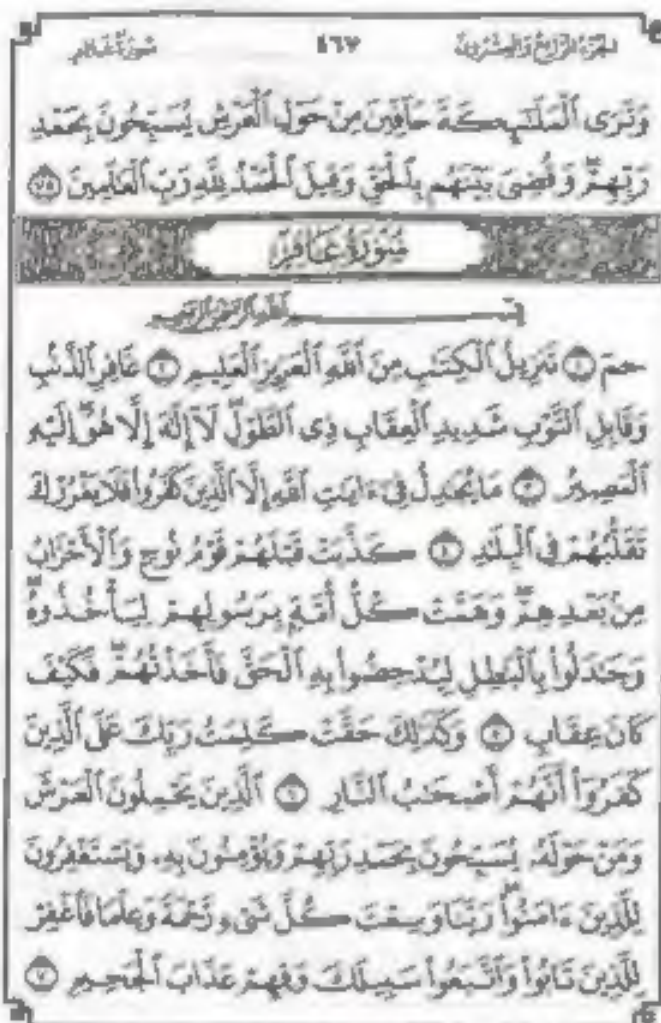 الجزء الرابع والعشرون ٤٦٧ سورة غافر
وَتَرَى ٱلْمَلَٰٓئِكَةَ حَآفِّينَ مِنْ حَوْلِ ٱلْعَرْشِ يُسَبِّحُونَ بِحَمْدِ
رَبِّهِمْۖ وَقُضِىَ بَيْنَهُم بِٱلْحَقِّ وَقِيلَ ٱلْحَمْدُ لِلَّهِ رَبِّ ٱلْعَٰلَمِينَ ٧٥
سُورَةُ غَافِرٍ
بِسْمِ ٱللَّهِ ٱلرَّحْمَٰنِ ٱلرَّحِيمِ
حمٓ ١ تَنزِيلُ ٱلْكِتَٰبِ مِنَ ٱللَّهِ ٱلْعَزِيزِ ٱلْعَلِيمِ ٢ غَافِرِ ٱلذَّنۢبِ
وَقَابِلِ ٱلتَّوْبِ شَدِيدِ ٱلْعِقَابِ ذِى ٱلطَّوْلِۖ لَآ إِلَٰهَ إِلَّا هُوَۖ إِلَيْهِ
ٱلْمَصِيرُ ٣ مَا يُجَٰدِلُ فِىٓ ءَايَٰتِ ٱللَّهِ إِلَّا ٱلَّذِينَ كَفَرُوا۟ فَلَا يَغْرُرْكَ
تَقَلُّبُهُمْ فِى ٱلْبِلَٰدِ ٤ كَذَّبَتْ قَبْلَهُمْ قَوْمُ نُوحٍ وَٱلْأَحْزَابُ
مِنۢ بَعْدِهِمْۖ وَهَمَّتْ كُلُّ أُمَّةٍۭ بِرَسُولِهِمْ لِيَأْخُذُوهُۖ
وَجَٰدَلُوا۟ بِٱلْبَٰطِلِ لِيُدْحِضُوا۟ بِهِ ٱلْحَقَّ فَأَخَذْتُهُمْۖ فَكَيْفَ
كَانَ عِقَابِ ٥ وَكَذَٰلِكَ حَقَّتْ كَلِمَتُ رَبِّكَ عَلَى ٱلَّذِينَ
كَفَرُوٓا۟ أَنَّهُمْ أَصْحَٰبُ ٱلنَّارِ ٦ ٱلَّذِينَ يَحْمِلُونَ ٱلْعَرْشَ
وَمَنْ حَوْلَهُۥ يُسَبِّحُونَ بِحَمْدِ رَبِّهِمْ وَيُؤْمِنُونَ بِهِۦ وَيَسْتَغْفِرُونَ
لِلَّذِينَ ءَامَنُوا۟ۖ رَبَّنَا وَسِعْتَ كُلَّ شَىْءٍ رَّحْمَةً وَعِلْمًا فَٱغْفِرْ
لِلَّذِينَ تَابُوا۟ وَٱتَّبَعُوا۟ سَبِيلَكَ وَقِهِمْ عَذَابَ ٱلْجَحِيمِ ٧